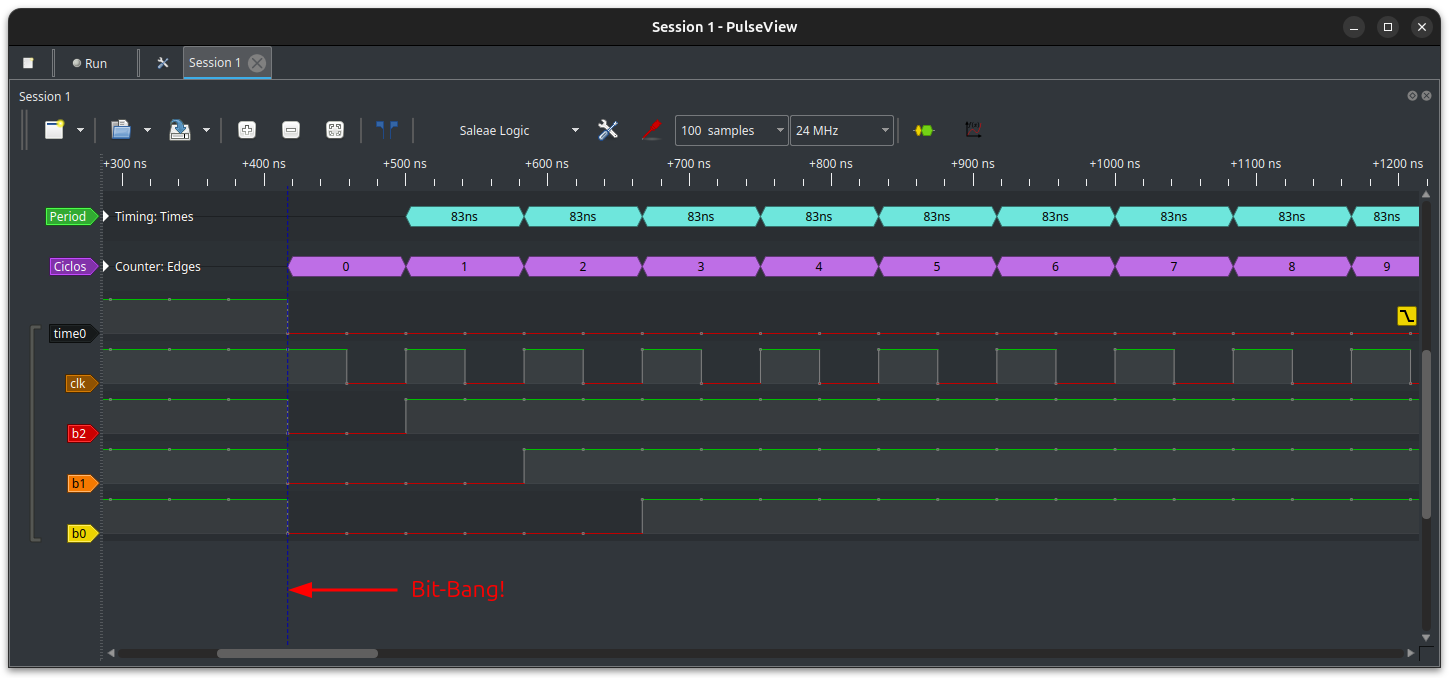 Session 1 - PulseView
Run
Session 1
Session 1
Saleae Logic
100 samples
24 MHz
+300 ns +400 ns +500 ns +600 ns +700 ns +800 ns +900 ns +1000 ns +1100 ns +1200 ns
Period Timing: Times 83ns 83ns 83ns 83ns 83ns 83ns 83ns 83ns 83ns
Ciclos Counter: Edges 0 1 2 3 4 5 6 7 8 9
time0
clk
b2
b1
b0
Bit-Bang!